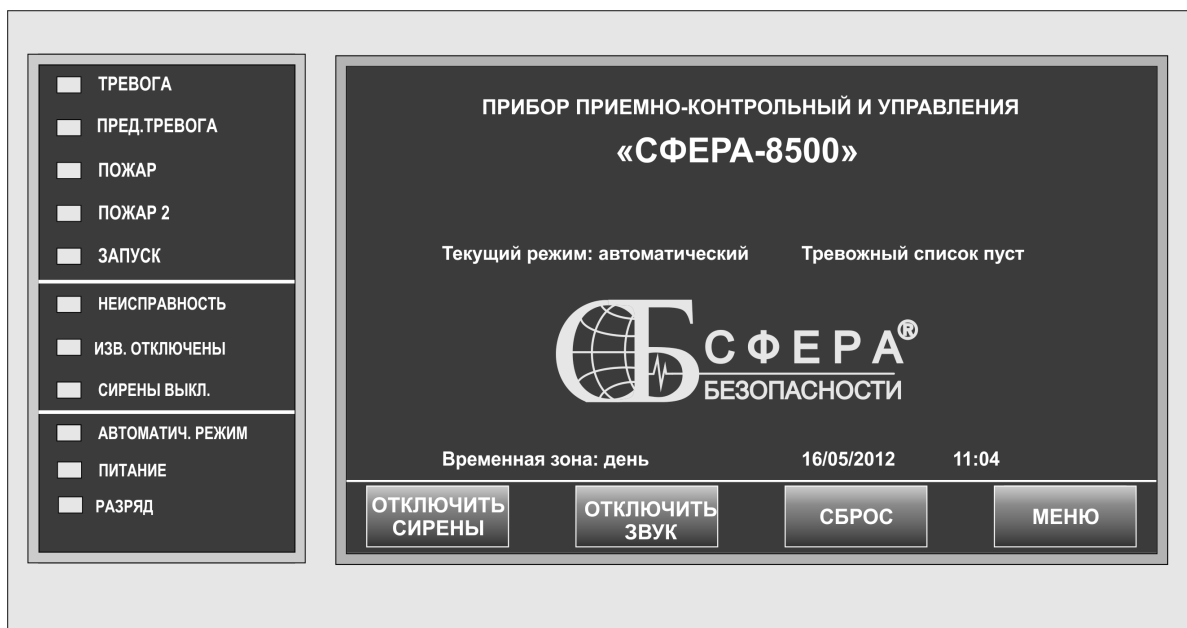 ТРЕВОГА
ПРЕД.ТРЕВОГА
ПОЖАР
ПОЖАР 2
ЗАПУСК
НЕИСПРАВНОСТЬ
ИЗВ. ОТКЛЮЧЕНЫ
СИРЕНЫ ВЫКЛ.
АВТОМАТИЧ. РЕЖИМ
ПИТАНИЕ
РАЗРЯД
ПРИБОР ПРИЕМНО-КОНТРОЛЬНЫЙ И УПРАВЛЕНИЯ
«СФЕРА-8500»
Текущий режим: автоматический Тревожный список пуст
СБ СФЕРА®
БЕЗОПАСНОСТИ
Временная зона: день 16/05/2012 11:04
ОТКЛЮЧИТЬ
СИРЕНЫ
ОТКЛЮЧИТЬ
ЗВУК
СБРОС
МЕНЮ